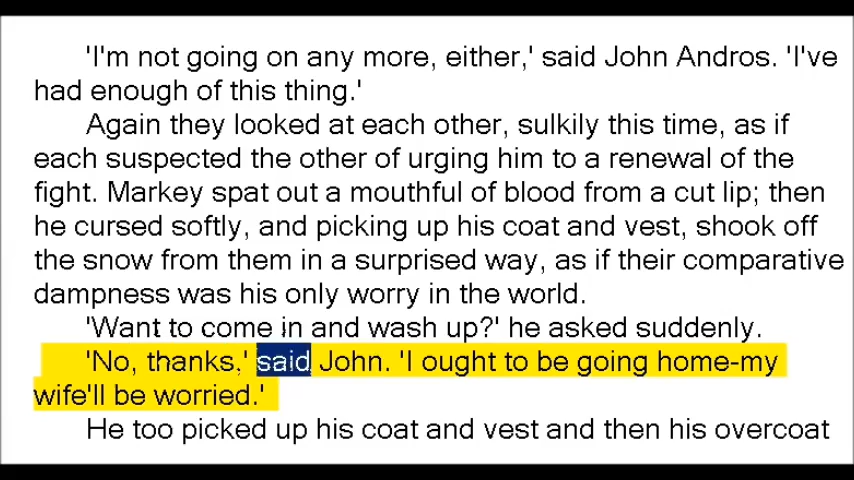 'I'm not going on any more, either,' said John Andros. 'I've
had enough of this thing.'
Again they looked at each other, sulkily this time, as if
each suspected the other of urging him to a renewal of the
fight. Markey spat out a mouthful of blood from a cut lip; then
he cursed softly, and picking up his coat and vest, shook off
the snow from them in a surprised way, as if their comparative
dampness was his only worry in the world.
'Want to come in and wash up?' he asked suddenly.
'No, thanks,' said John. 'I ought to be going home-my
wife'll be worried.'
He too picked up his coat and vest and then his overcoat